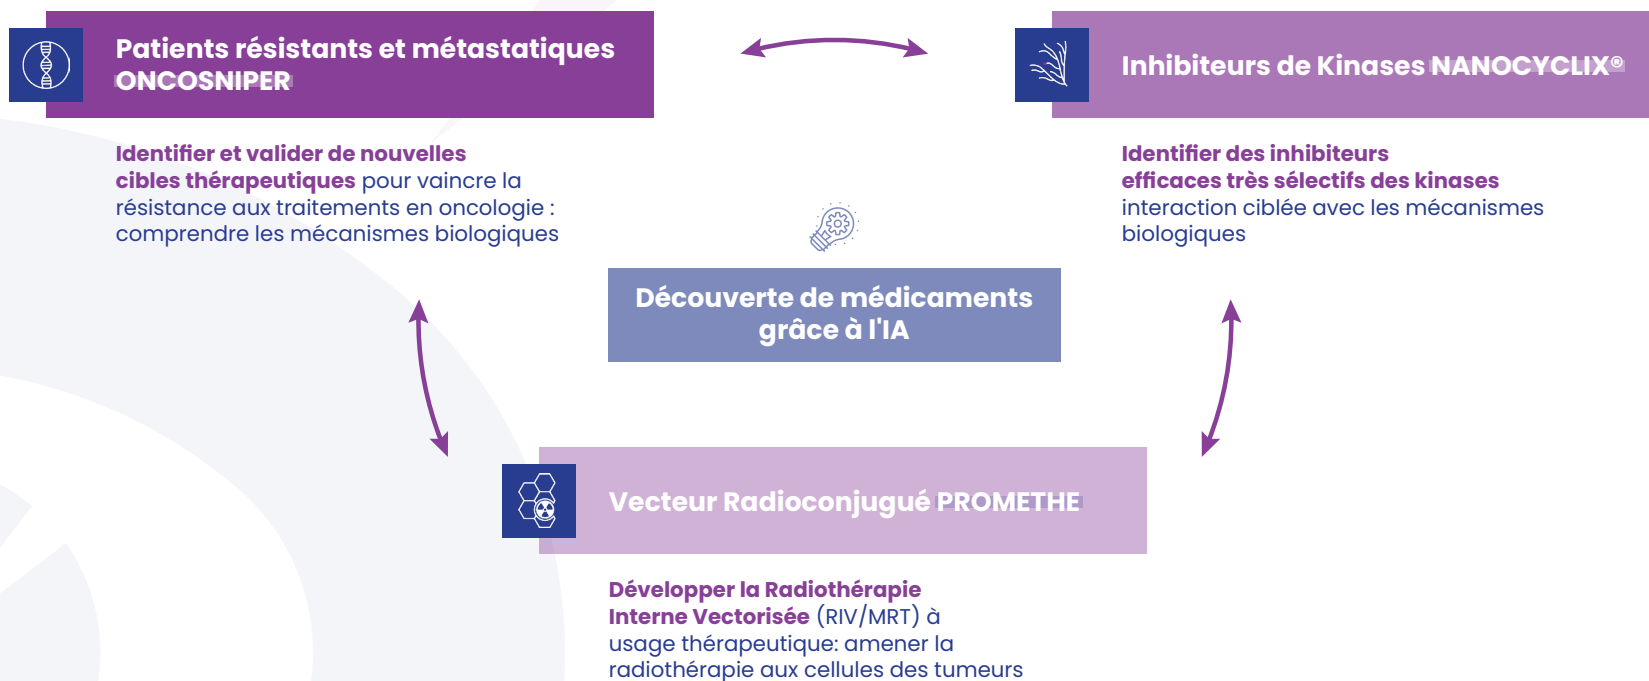 Patients résistants et métastatiques
ONCOSNIPER
Identifier et valider de nouvelles
cibles thérapeutiques pour vaincre la
résistance aux traitements en oncologie :
comprendre les mécanismes biologiques
Inhibiteurs de Kinases NANOCYCLIX®
Identifier des inhibiteurs
efficaces très sélectifs des kinases
interaction ciblée avec les mécanismes
biologiques
Découverte de médicaments
grâce à l'IA
Vecteur Radioconjugué PROMETHE
Développer la Radiothérapie
Interne Vectorisée (RIV/MRT) à
usage thérapeutique: amener la
radiothérapie aux cellules des tumeurs